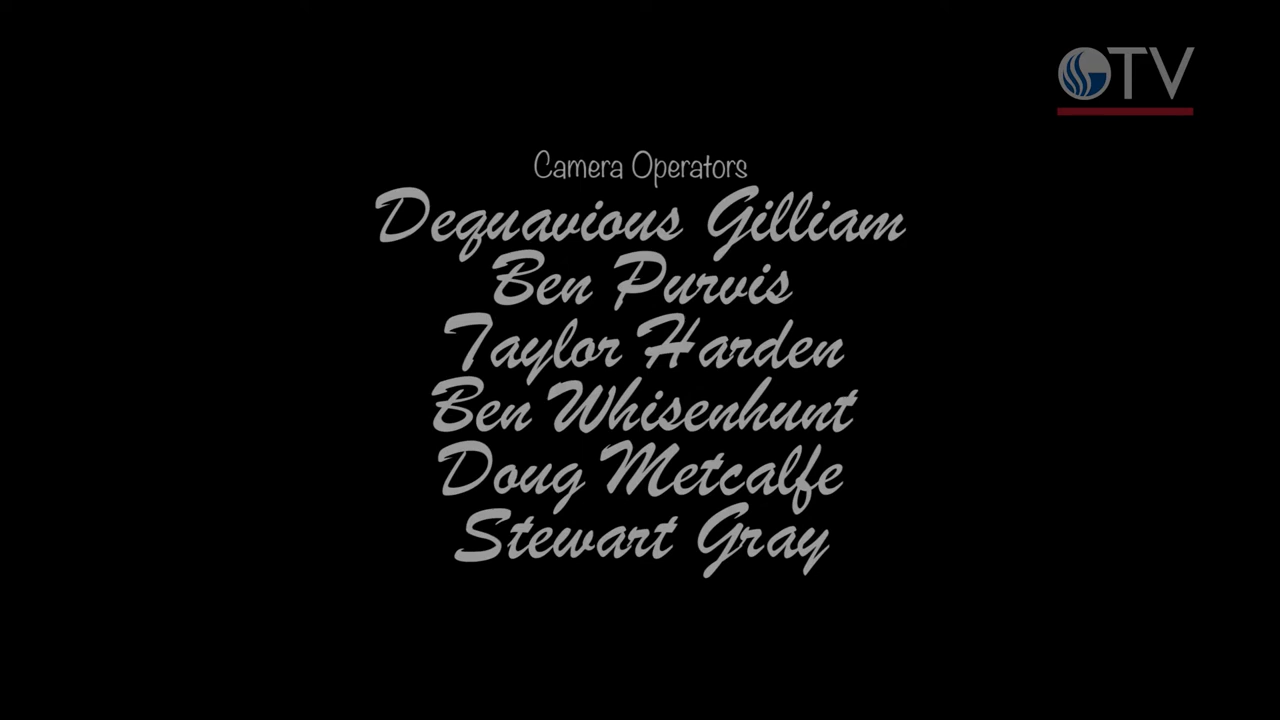 TV
Camera Operators
Dequavious Gilliam
Ben Purvis
Taylor Harden
Ben Whisenhunt
Doug Metcalfe
Stewart Gray